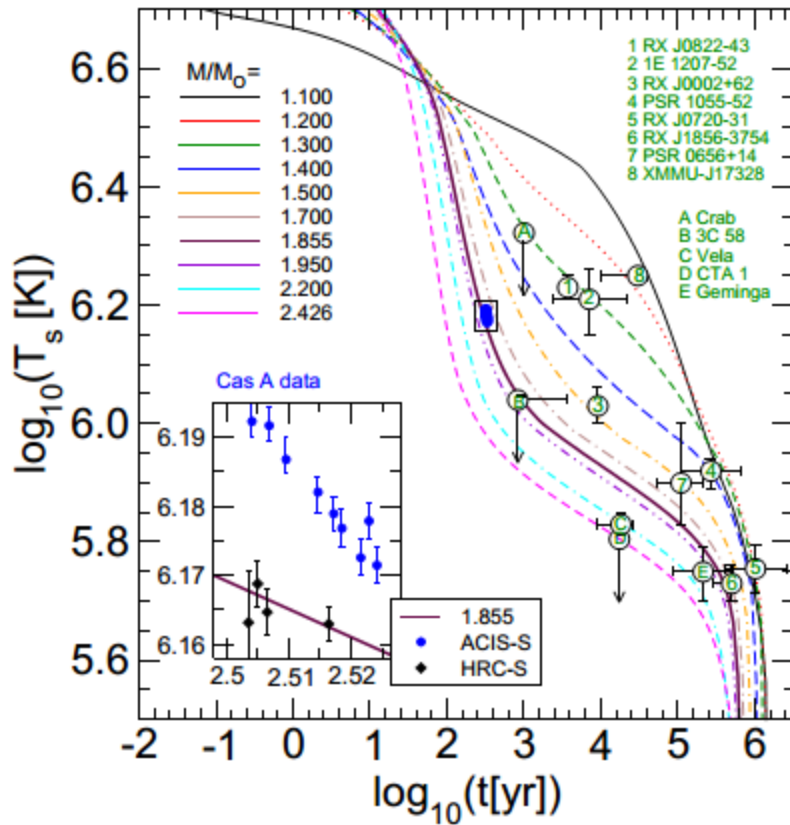 log10(Ts [K])
6.6
6.4
6.2
6.0
5.8
5.6
M/M⊙=
1.100
1.200
1.300
1.400
1.500
1.700
1.855
1.950
2.200
2.426
1 RX J0822-43
2 1E 1207-52
3 RX J0002+62
4 PSR 1055-52
5 RX J0720-31
6 RX J1856-3754
7 PSR 0656+14
8 XMMU-J17328
A Crab
B 3C 58
C Vela
D CTA 1
E Geminga
A
8
1
2
B
3
4
7
C
D
E
6
5
Cas A data
6.19
6.18
6.17
6.16
2.5
2.51
2.52
1.855
ACIS-S
HRC-S
-2
-1
0
1
2
3
4
5
6
log10(t[yr])